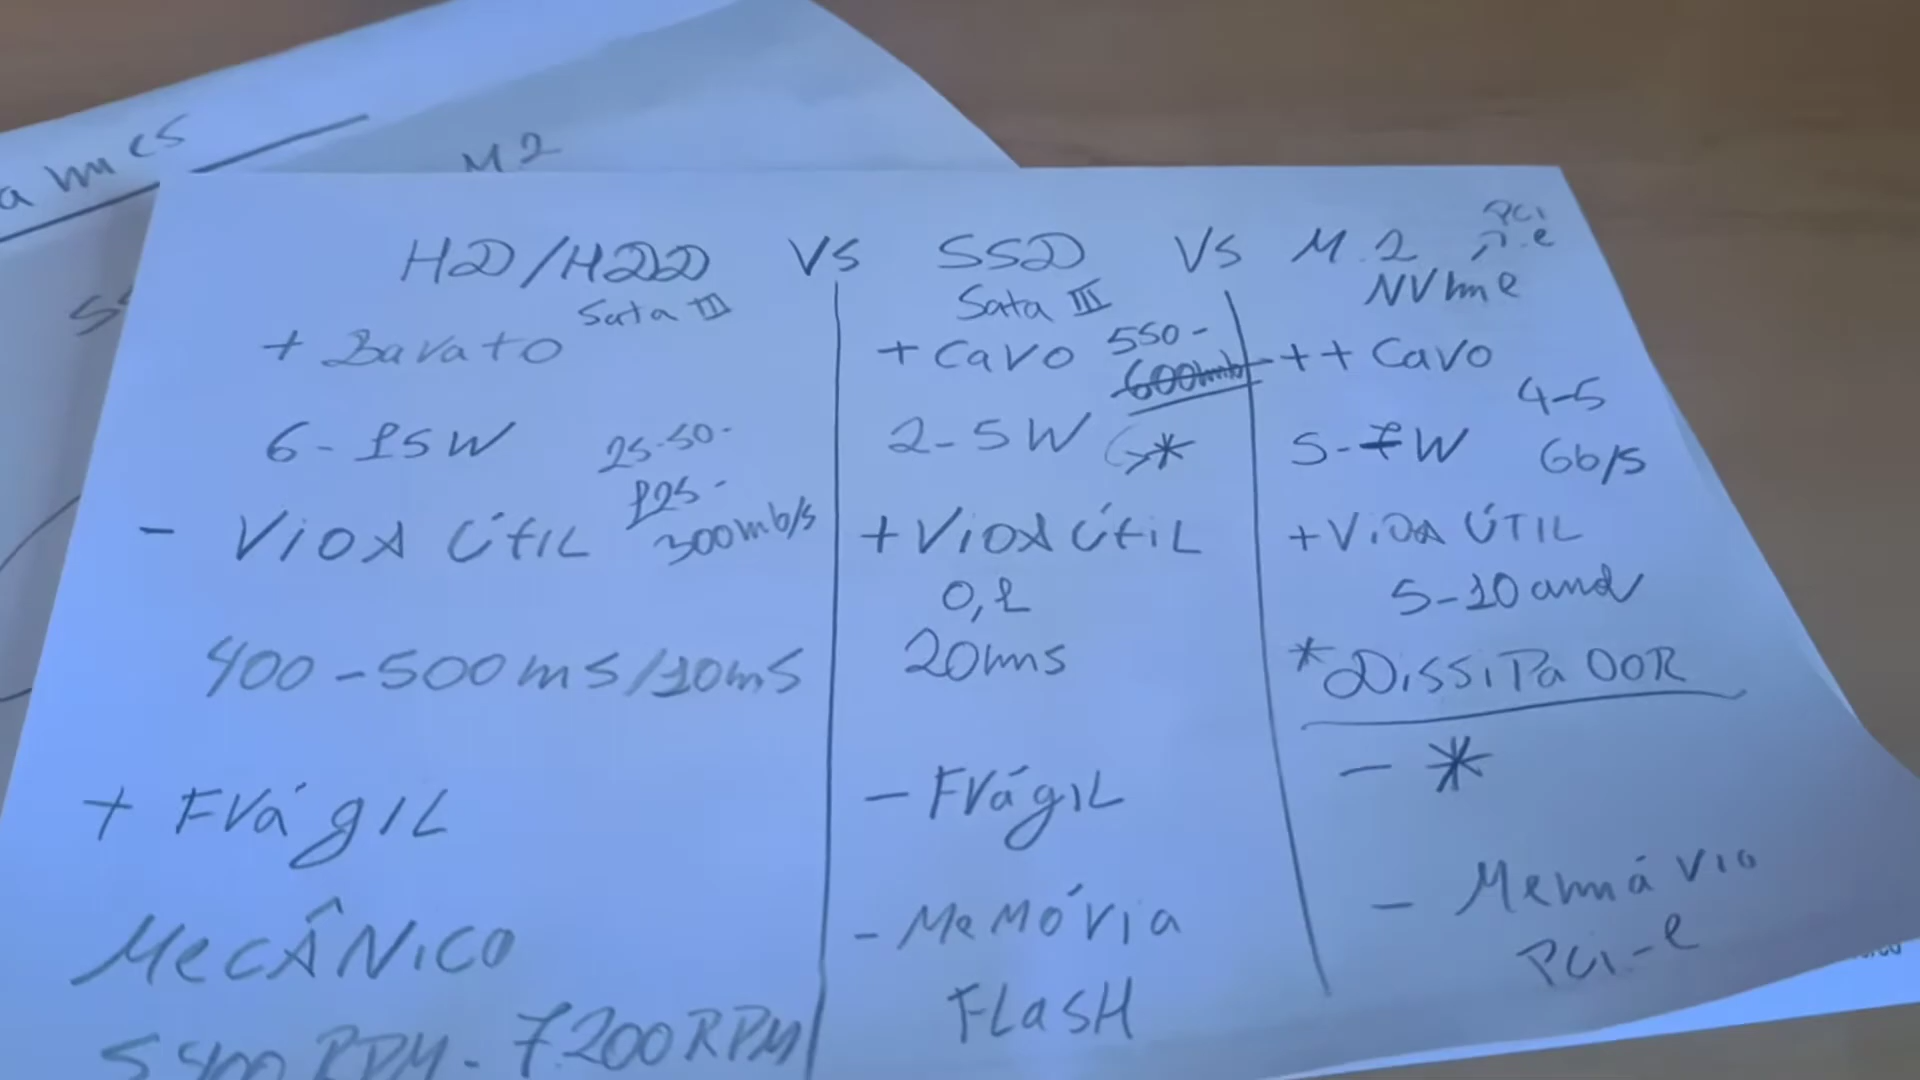 M2
HD/HDD VS SSD VS M.2 PCI-e
Sata III Sata III NVme
+ Barato + Caro 550- ++ Caro
600mb
6-15W 2-5W * 5-7W 4-5
25-50- Gb/s
125-
300mb/s
- VIDA ÚtIL + VIDA ÚtiL + ViDA ÚTIL
0,1 5-10 and
400-500ms/10ms 20ms * DISSIPaDOR
- *
+ FrágIL - FrágIL
MeCÂNiCO - MeMória - Memária
FLaSH PCi-e
5400 RPM - 7200 RPM